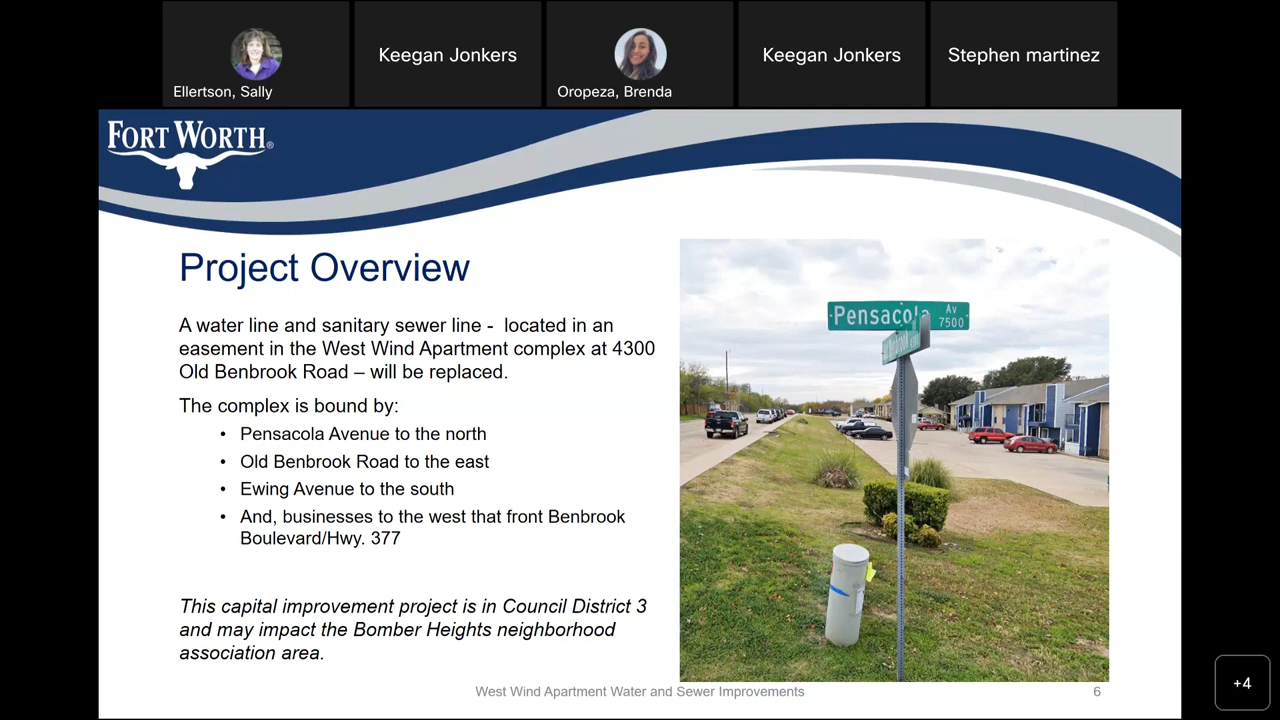 Ellertson, Sally
Keegan Jonkers
Oropeza, Brenda
Keegan Jonkers
Stephen martinez
FORT WORTH®
Project Overview
A water line and sanitary sewer line - located in an
easement in the West Wind Apartment complex at 4300
Old Benbrook Road – will be replaced.
The complex is bound by:
• Pensacola Avenue to the north
• Old Benbrook Road to the east
• Ewing Avenue to the south
• And, businesses to the west that front Benbrook
Boulevard/Hwy. 377
This capital improvement project is in Council District 3
and may impact the Bomber Heights neighborhood
association area.
Pensacola Av
7500
Benbrook
West Wind Apartment Water and Sewer Improvements
6
+4